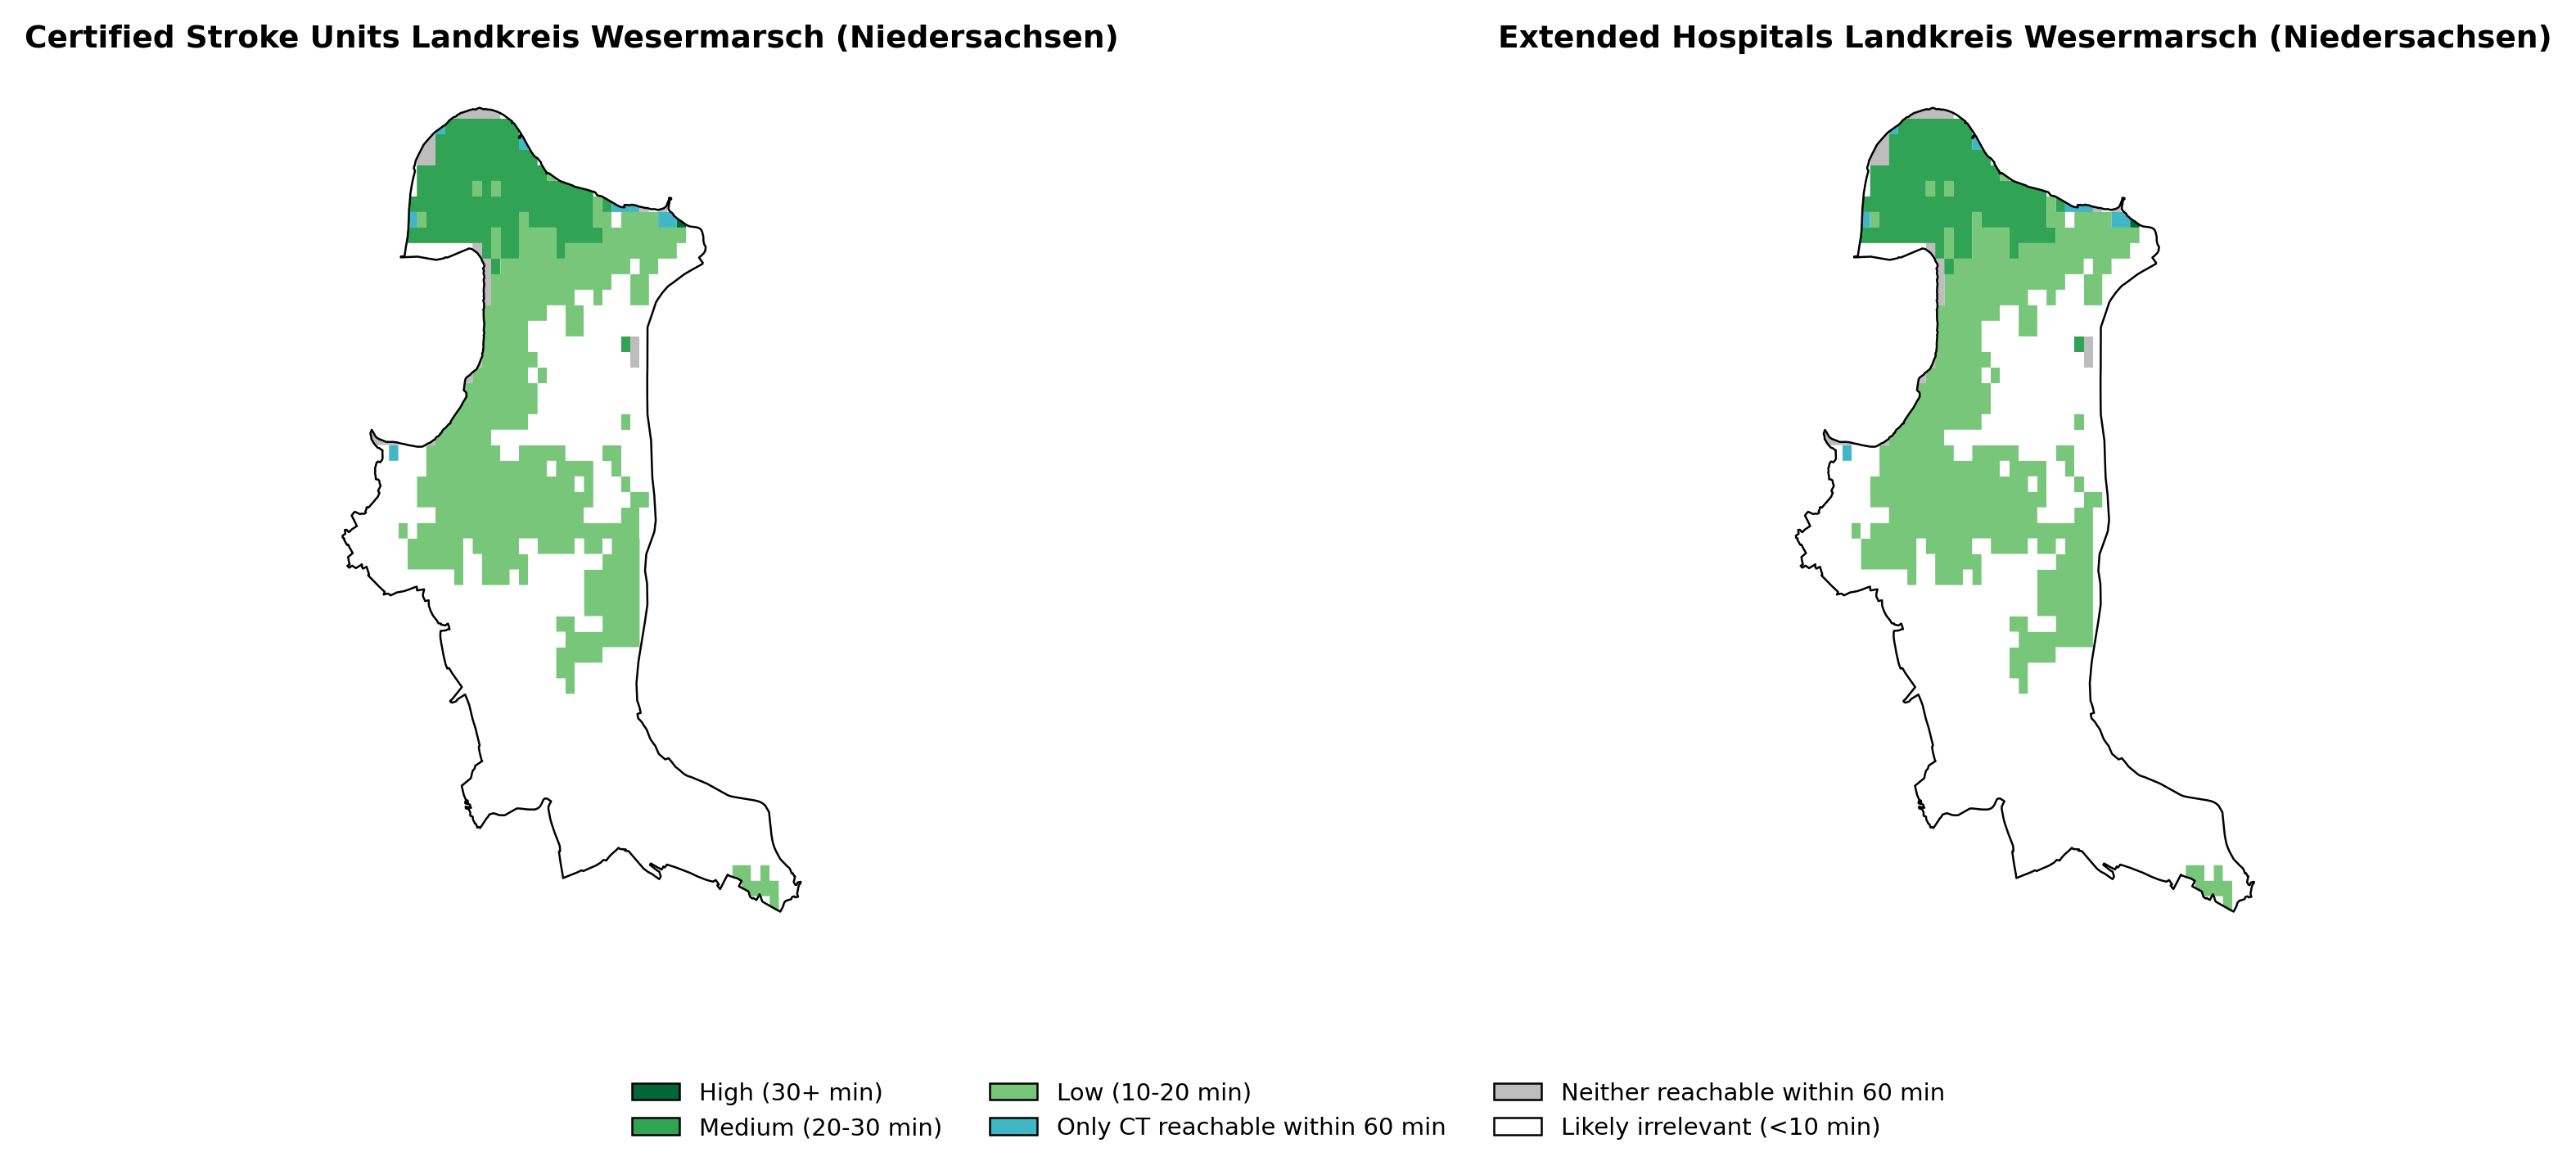 Certified Stroke Units Landkreis Wesermarsch (Niedersachsen)
Extended Hospitals Landkreis Wesermarsch (Niedersachsen)
High (30+ min)
Medium (20-30 min)
Low (10-20 min)
Only CT reachable within 60 min
Neither reachable within 60 min
Likely irrelevant (<10 min)